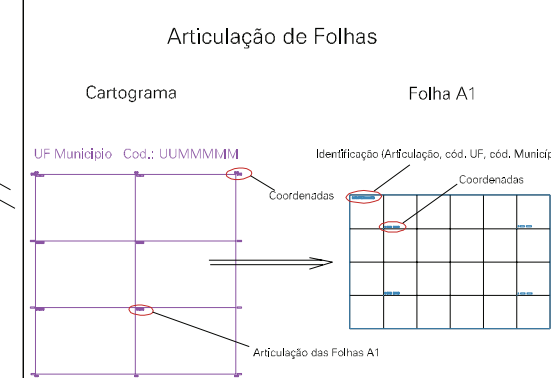 Articulação de Folhas
Cartograma
Folha A1
UF Municipio Cod.: UUMMMMM
Identificação (Articulação, cód. UF, cód. Municíp
Coordenadas
Coordenadas
Articulação das Folhas A1